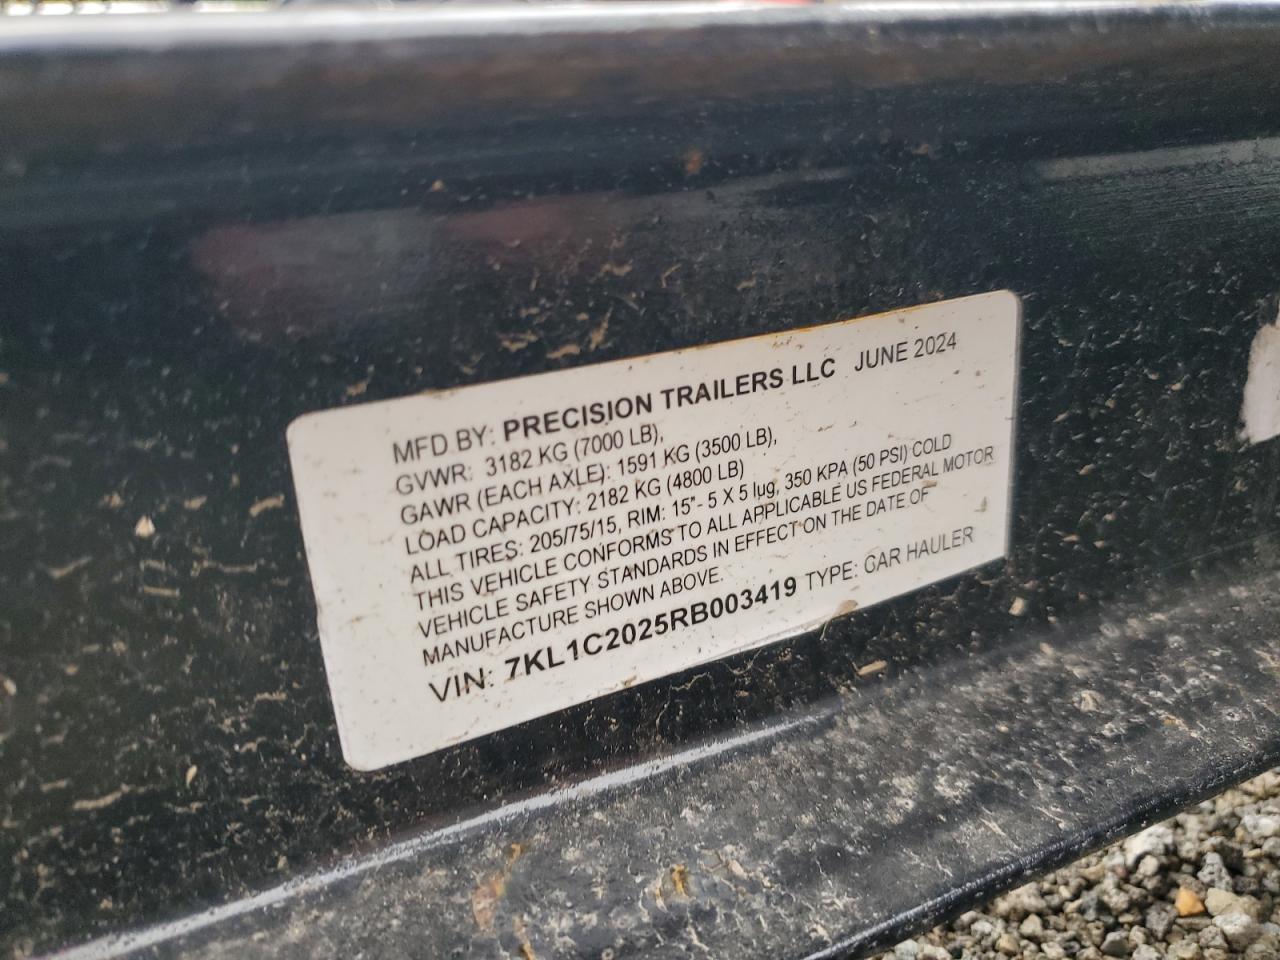 MFD BY: PRECISION TRAILERS LLC JUNE 2024
GVWR: 3182 KG (7000 LB),
GAWR (EACH AXLE): 1591 KG (3500 LB),
LOAD CAPACITY: 2182 KG (4800 LB)
ALL TIRES: 205/75/15, RIM: 15"- 5 X 5 lug, 350 KPA (50 PSI) COLD
THIS VEHICLE CONFORMS TO ALL APPLICABLE US FEDERAL MOTOR
VEHICLE SAFETY STANDARDS IN EFFECT ON THE DATE OF
MANUFACTURE SHOWN ABOVE.
VIN: 7KL1C2025RB003419 TYPE: CAR HAULER